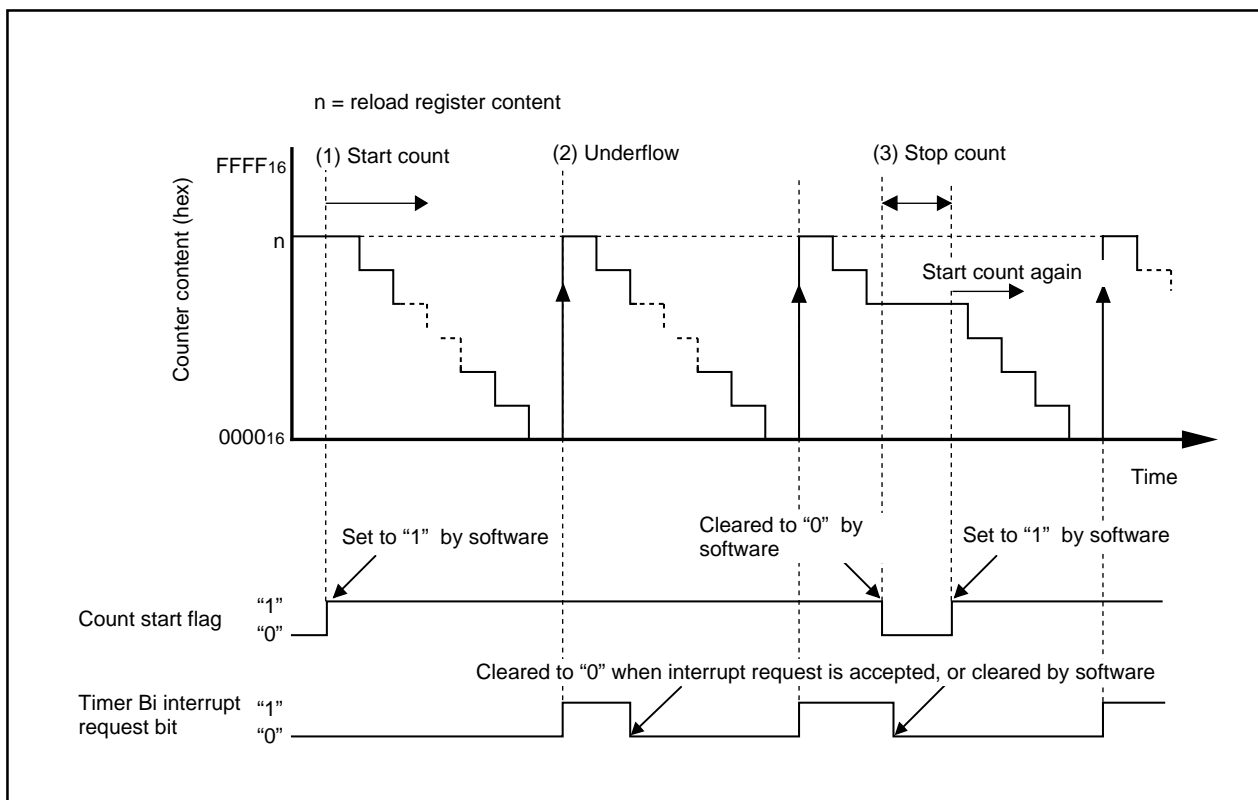 n = reload register content
FFFF16
(1) Start count
(2) Underflow
(3) Stop count
Counter content (hex)
n
Start count again
000016
Time
Set to “1” by software
Cleared to “0” by
software
Set to “1” by software
Count start flag
“1”
“0”
Cleared to “0” when interrupt request is accepted, or cleared by software
Timer Bi interrupt
request bit
“1”
“0”